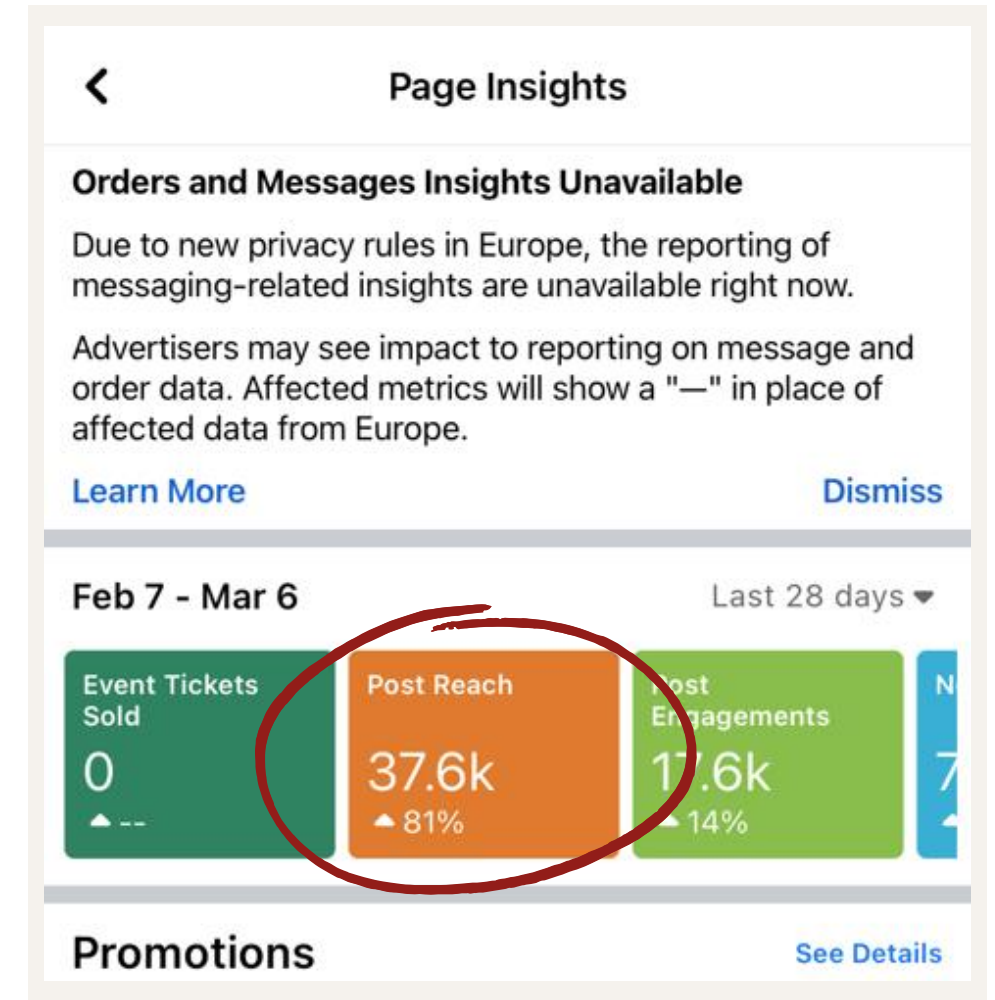 Page Insights
Orders and Messages Insights Unavailable
Due to new privacy rules in Europe, the reporting of
messaging-related insights are unavailable right now.
Advertisers may see impact to reporting on message and
order data. Affected metrics will show a "—" in place of
affected data from Europe.
Learn More
Dismiss
Feb 7 - Mar 6
Last 28 days
Event Tickets
Sold
0
--
Post Reach
37.6k
81%
Post
Engagements
17.6k
14%
Promotions
See Details